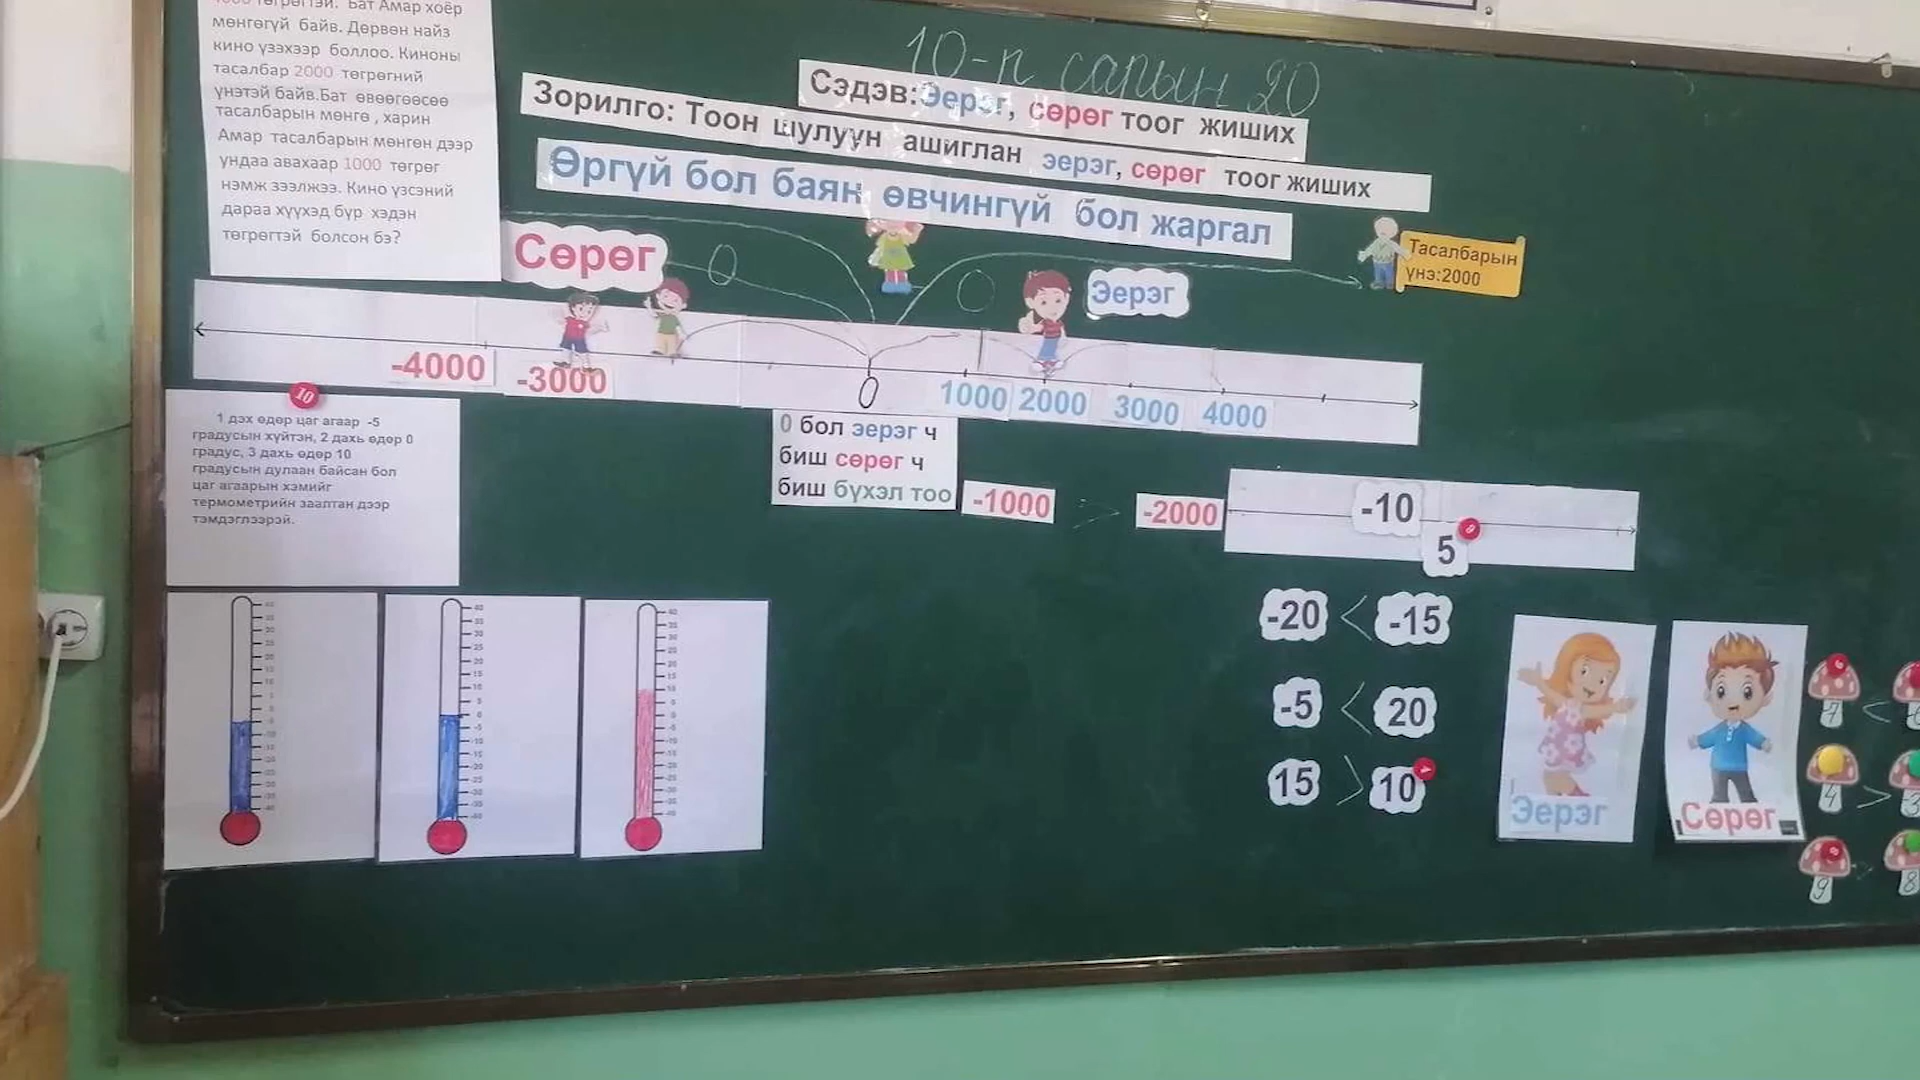 төгрөгтэй. Бат Амар хоёр
мөнгөгүй байв. Дөрвөн найз
кино үзэхээр боллоо. Киноны
тасалбар 2000 төгрөгний
үнэтэй байв.Бат өвөөгөөсөө
тасалбарын мөнгө , харин
Амар тасалбарын мөнгөн дээр
ундаа авахаар 1000 төгрөг
нэмж зээлжээ. Кино үзсэний
дараа хүүхэд бүр хэдэн
төгрөгтэй болсон бэ?
10-р сарын 20
Сэдэв:Эерэг, сөрөг тоог жиших
Зорилго: Тоон шулуун ашиглан эерэг, сөрөг тоог жиших
Өргүй бол баян өвчингүй бол жаргал
Сөрөг
0
0
Эерэг
Тасалбарын
үнэ:2000
-4000 -3000 0 1000 2000 3000 4000
10
1 дэх өдөр цаг агаар -5
градусын хүйтэн, 2 дахь өдөр 0
градус, 3 дахь өдөр 10
градусын дулаан байсан бол
цаг агаарын хэмийг
термометрийн заалтан дээр
тэмдэглээрэй.
0 бол эерэг ч
биш сөрөг ч
биш бүхэл тоо
-1000 > -2000
-10
5
-20 < -15
-5 < 20
15 > 10
Эерэг
Сөрөг
7 <
4 >
9
8